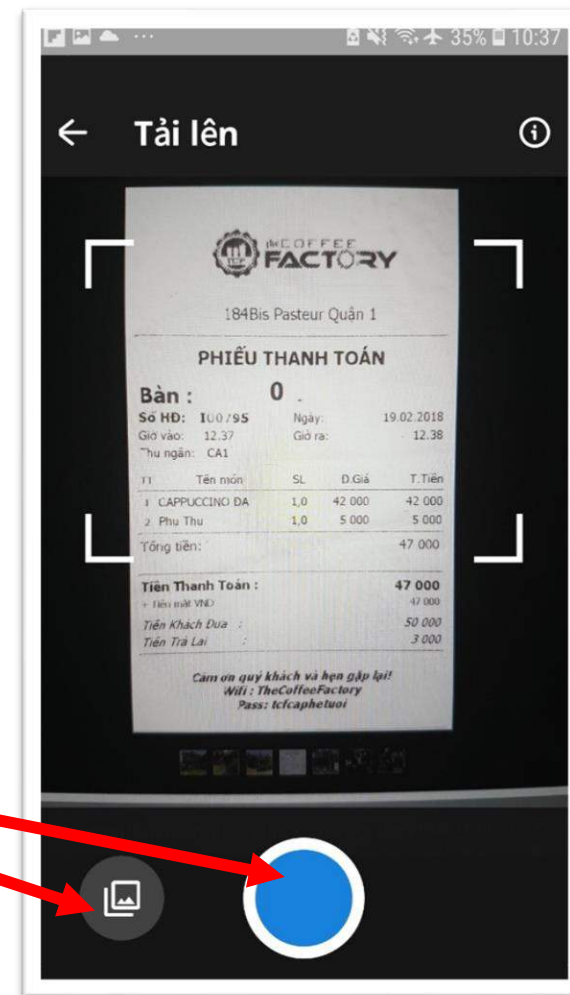 35% 10:37
Tải lên
the COFFEE
FACTORY
184Bis Pasteur Quận 1
PHIẾU THANH TOÁN
Bàn : 0
Số HĐ: I00795 Ngày: 19.02.2018
Giờ vào: 12.37 Giờ ra: 12.38
Thu ngân: CA1
TT Tên món SL Đ.Giá T.Tiền
1 CAPPUCCINO ĐA 1,0 42 000 42 000
2 Phu Thu 1,0 5 000 5 000
Tổng tiền: 47 000
Tiền Thanh Toán : 47 000
+ Tiền mặt VND 47 000
Tiền Khách Đưa : 50 000
Tiền Trả Lại : 3 000
Cảm ơn quý khách và hẹn gặp lại!
Wifi : TheCoffeeFactory
Pass: tcfcaphetuoi